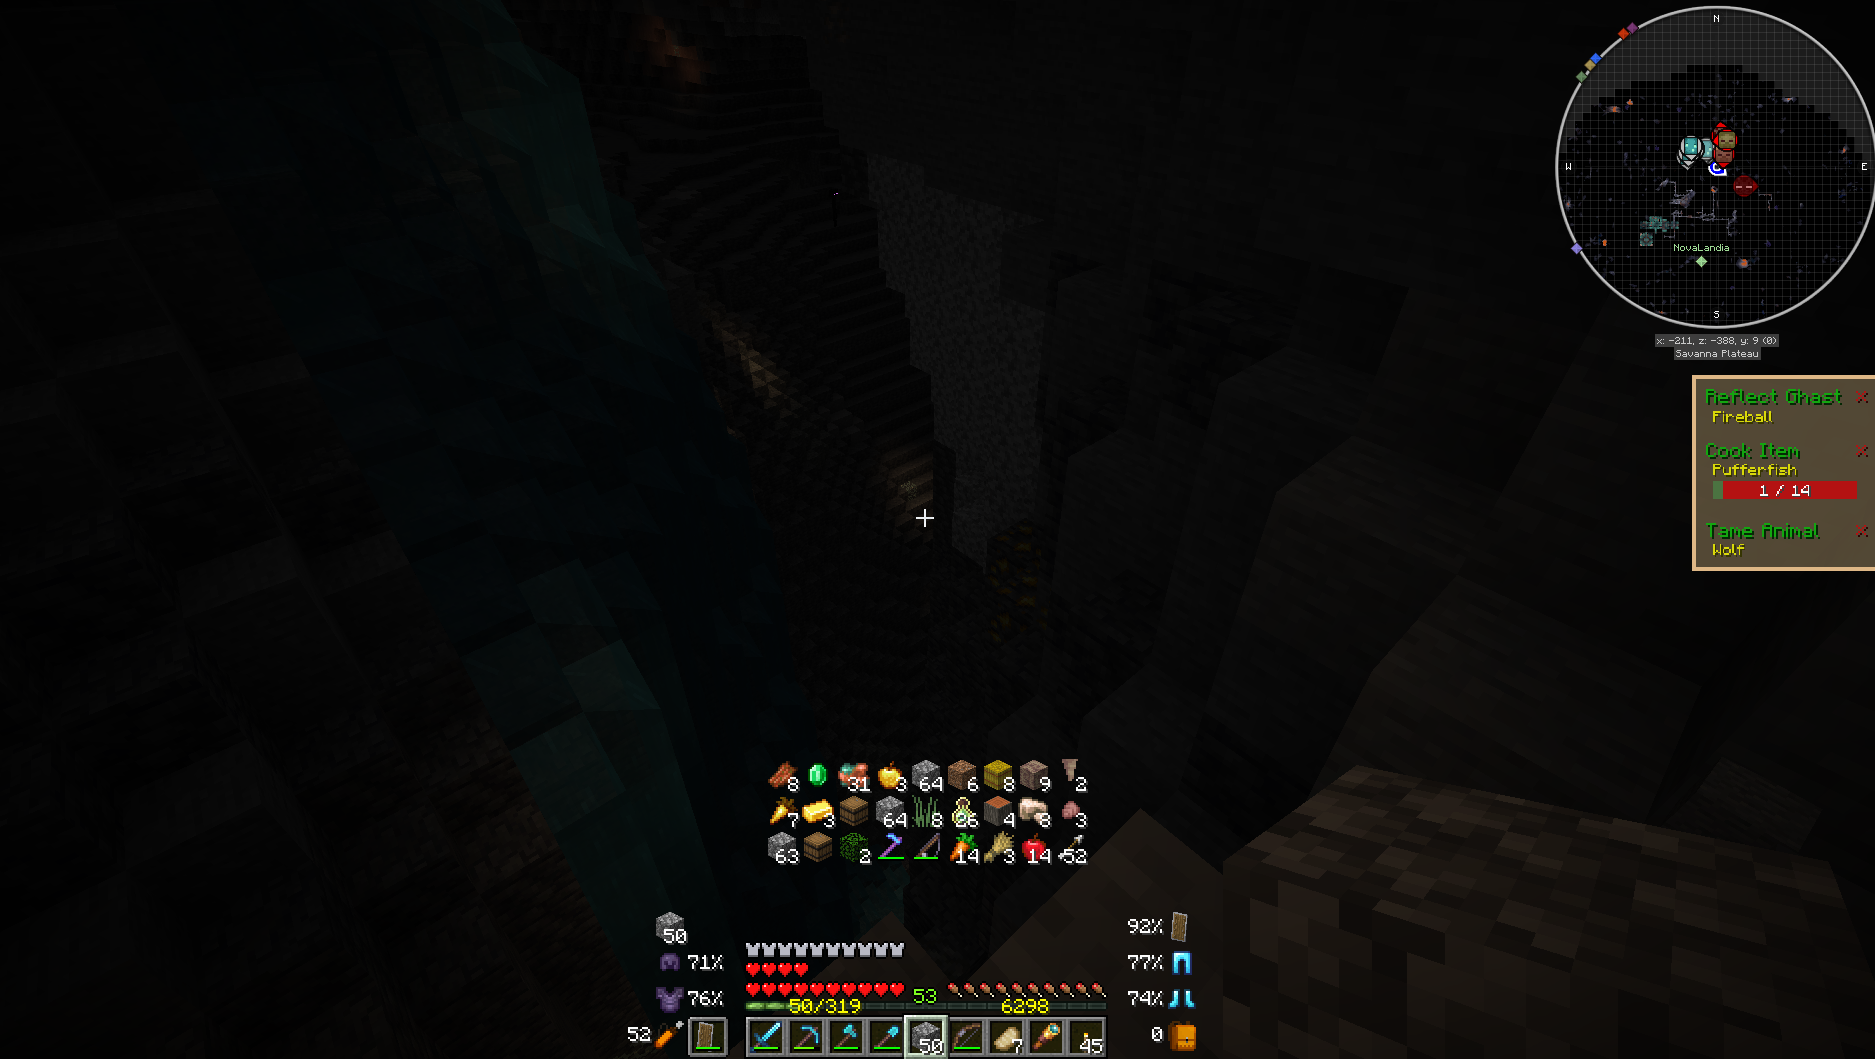 N
W
E
NovaLandia
S
x: -211, z: -388, y: 9 (0)
Savanna Plateau
Reflect Ghast
Fireball
Cook Item
Pufferfish
1 / 14
Tame Animal
Wolf
8 31 3 64 6 8 9 2
7 3 64 8 26 4 8 3
63 2 14 3 14 52
50
92%
71%
77%
76%
74%
50/319
53
6298
52
50
7
45
0